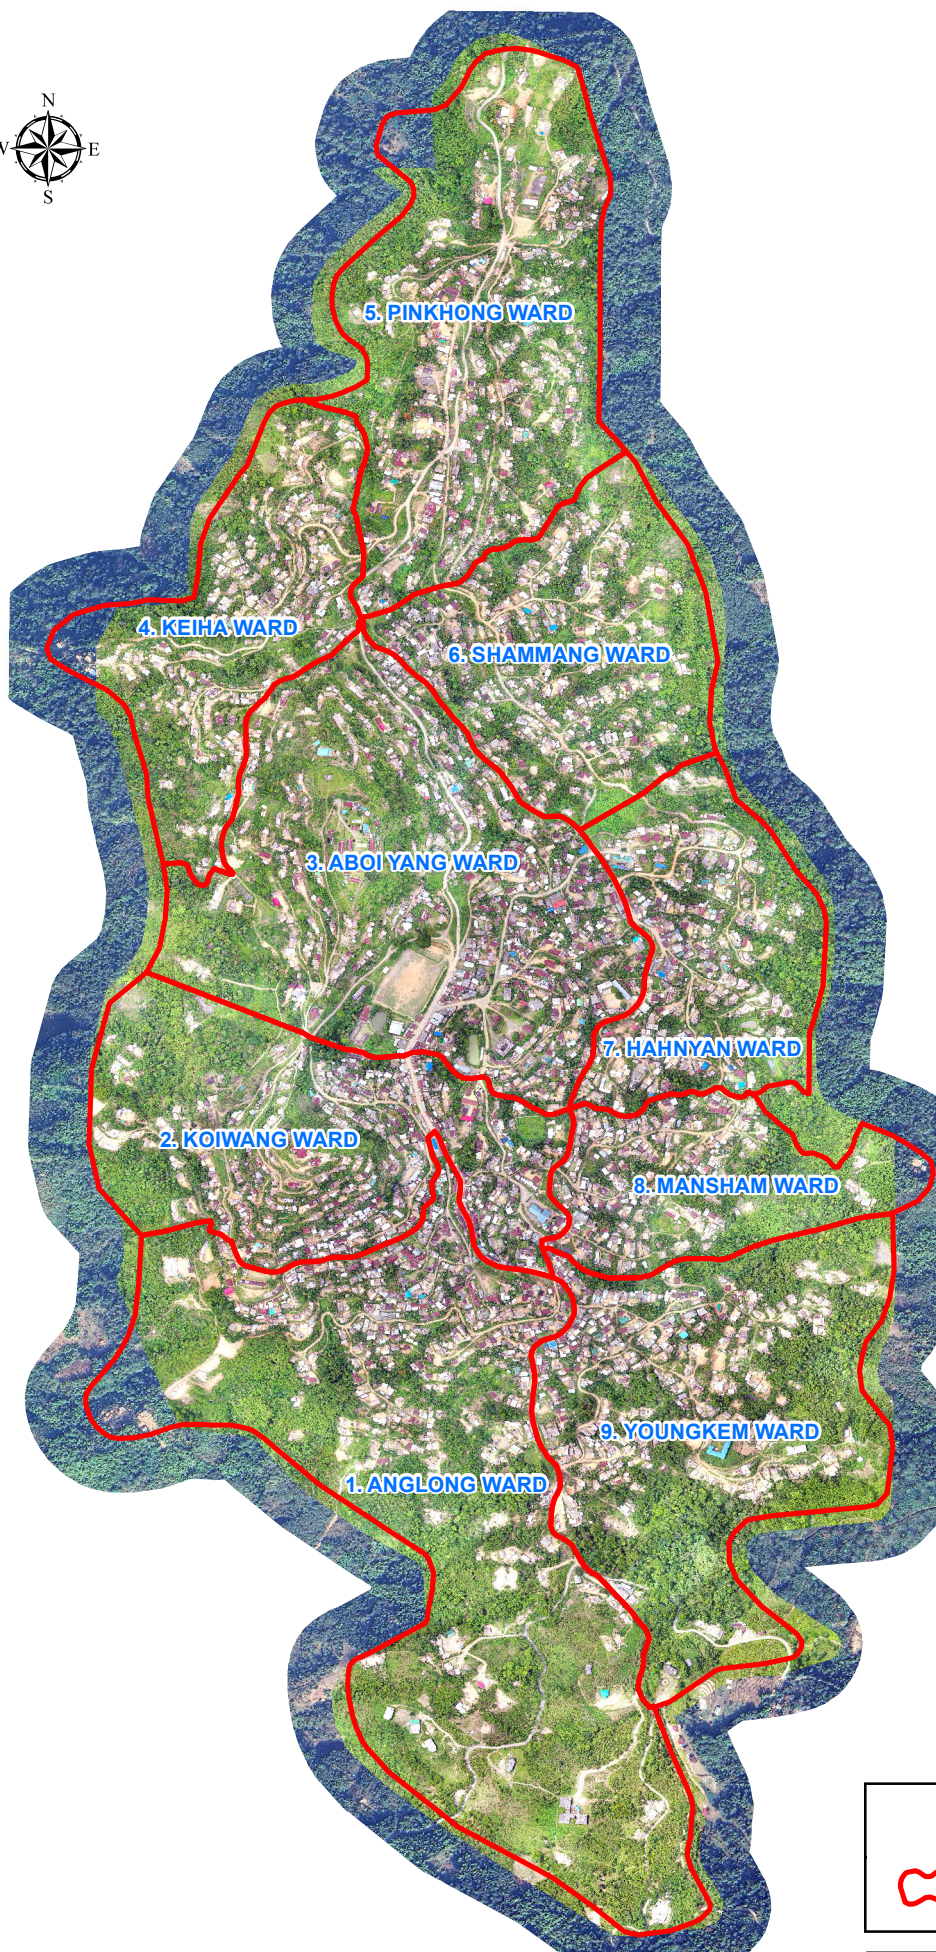 N
E
S
5. PINKHONG WARD
4. KEIHA WARD
6. SHAMMANG WARD
3. ABOI YANG WARD
7. HAHNYAN WARD
2. KOIWANG WARD
8. MANSHAM WARD
9. YOUNGKEM WARD
1. ANGLONG WARD